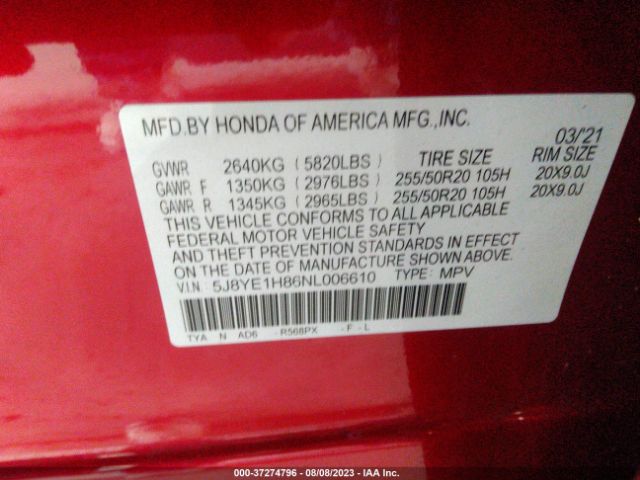 MFD.BY HONDA OF AMERICA MFG.,INC.
03/'21
GVWR 2640KG (5820LBS) TIRE SIZE RIM SIZE
GAWR F 1350KG (2976LBS) 255/50R20 105H 20X9.0J
GAWR R 1345KG (2965LBS) 255/50R20 105H 20X9.0J
THIS VEHICLE CONFORMS TO ALL APPLICABLE
FEDERAL MOTOR VEHICLE SAFETY
AND THEFT PREVENTION STANDARDS IN EFFECT
ON THE DATE OF MANUFACTURE SHOWN ABOVE.
V.I.N: 5J8YE1H86NL006610 TYPE: MPV
TYA N AD6 -R568PX -F-L
000-37274796 - 08/08/2023 - IAA Inc.